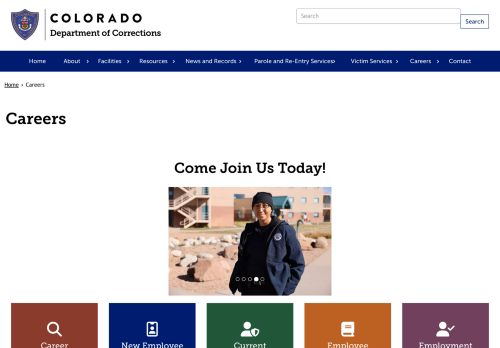 COLORADO
Department of Corrections
Search
Search
Home About Facilities Resources News and Records Parole and Re-Entry Services Victim Services Careers Contact
Home › Careers
Careers
Come Join Us Today!
Career New Employee Current Employee Employment